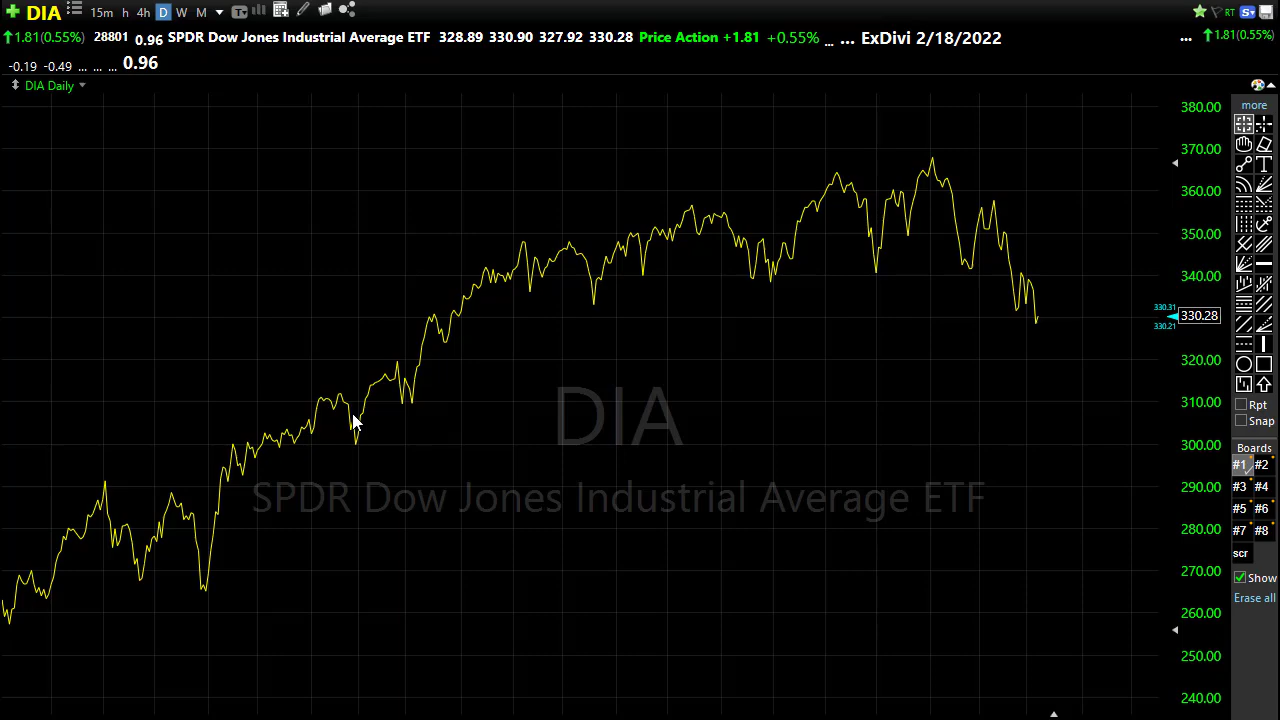 DIA 15m h 4h D W M T RT S
1.81(0.55%) 28801 0.96 SPDR Dow Jones Industrial Average ETF 328.89 330.90 327.92 330.28 Price Action +1.81 +0.55% ... ... ExDivi 2/18/2022 ... 1.81(0.55%)
-0.19 -0.49 ... ... ... 0.96
DIA Daily
more
380.00
370.00
360.00
350.00
340.00
330.31
330.28
330.21
320.00
310.00
300.00
290.00
280.00
270.00
260.00
250.00
240.00
DIA
SPDR Dow Jones Industrial Average ETF
T
Rpt
Snap
Boards
#1 #2
#3 #4
#5 #6
#7 #8
scr
Show
Erase all